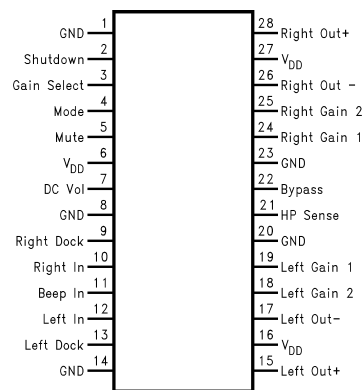 GND 1
Shutdown 2
Gain Select 3
Mode 4
Mute 5
VDD 6
DC Vol 7
GND 8
Right Dock 9
Right In 10
Beep In 11
Left In 12
Left Dock 13
GND 14
28 Right Out+
27 VDD
26 Right Out -
25 Right Gain 2
24 Right Gain 1
23 GND
22 Bypass
21 HP Sense
20 GND
19 Left Gain 1
18 Left Gain 2
17 Left Out-
16 VDD
15 Left Out+